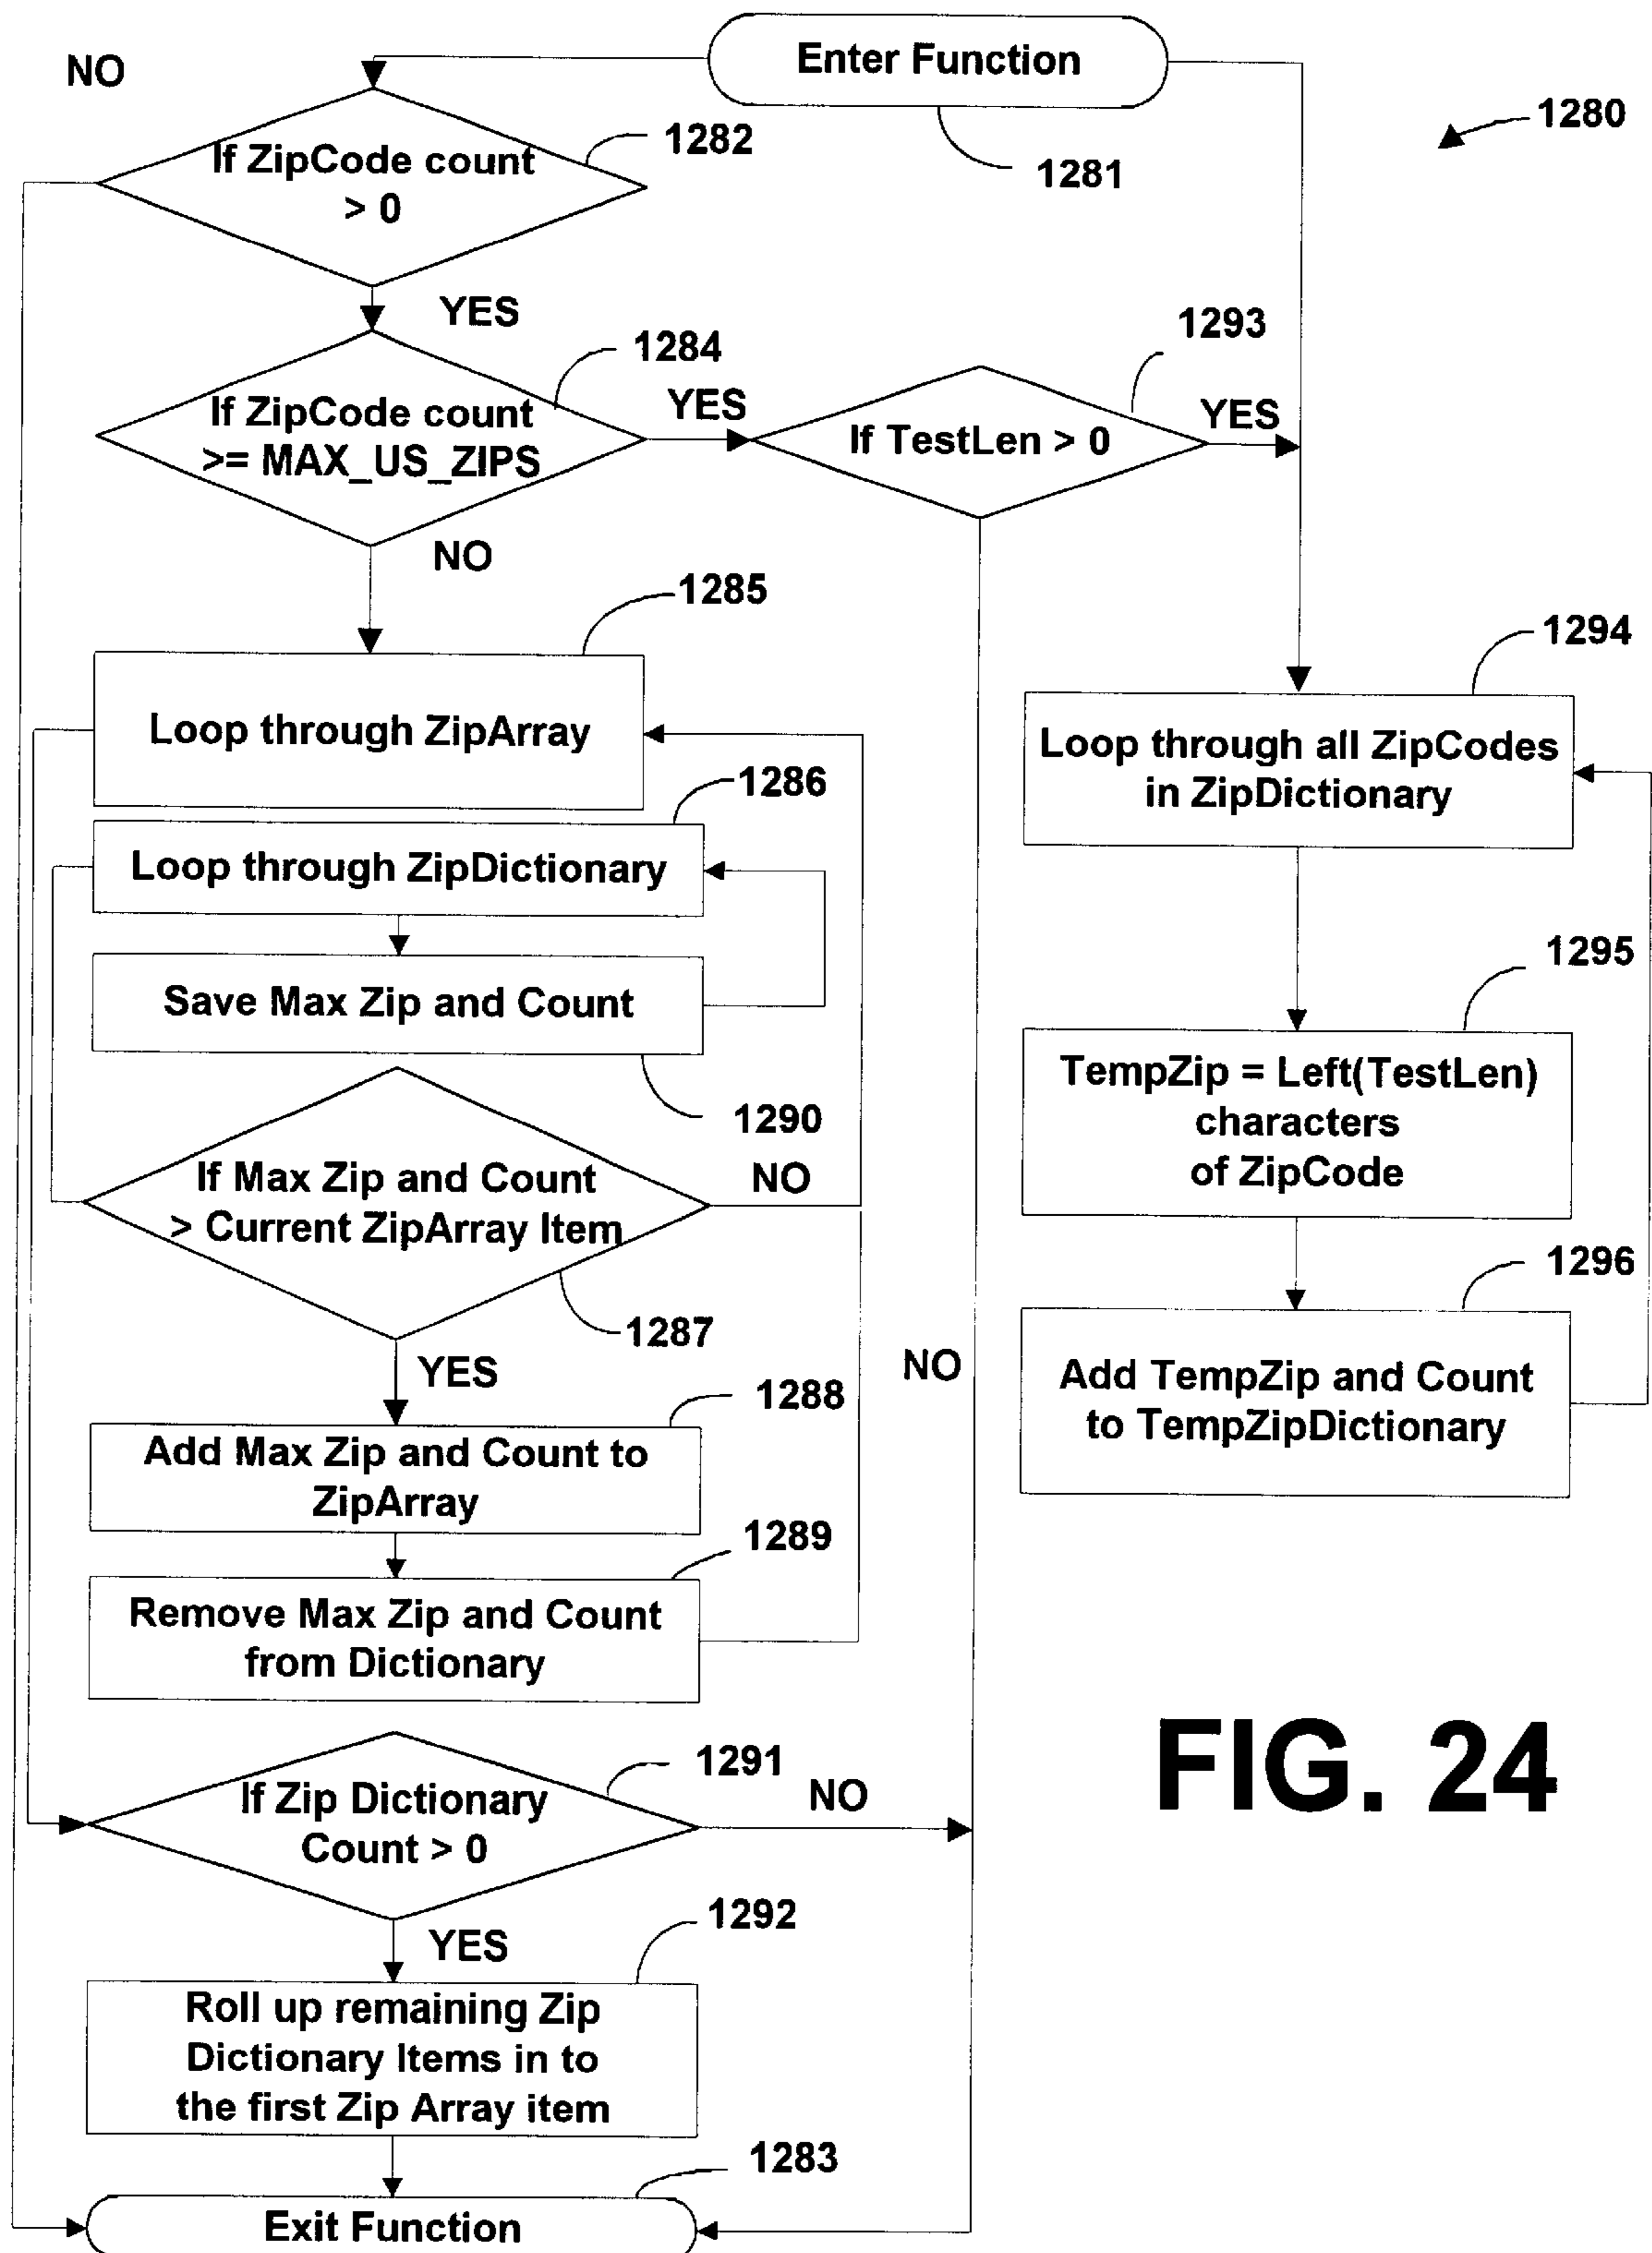 Enter Function
NO
1280
1282
If ZipCode count
> 0
1281
YES
1284
1293
If ZipCode count
>= MAX_US_ZIPS
YES
If TestLen > 0
YES
NO
1285
1294
Loop through ZipArray
Loop through all ZipCodes
in ZipDictionary
1286
Loop through ZipDictionary
1295
Save Max Zip and Count
TempZip = Left(TestLen)
characters
of ZipCode
1290
If Max Zip and Count
> Current ZipArray Item
NO
1296
1287
YES
NO
Add TempZip and Count
to TempZipDictionary
1288
Add Max Zip and Count to
ZipArray
1289
Remove Max Zip and Count
from Dictionary
FIG. 24
1291
If Zip Dictionary
Count > 0
NO
YES
1292
Roll up remaining Zip
Dictionary Items in to
the first Zip Array item
1283
Exit Function